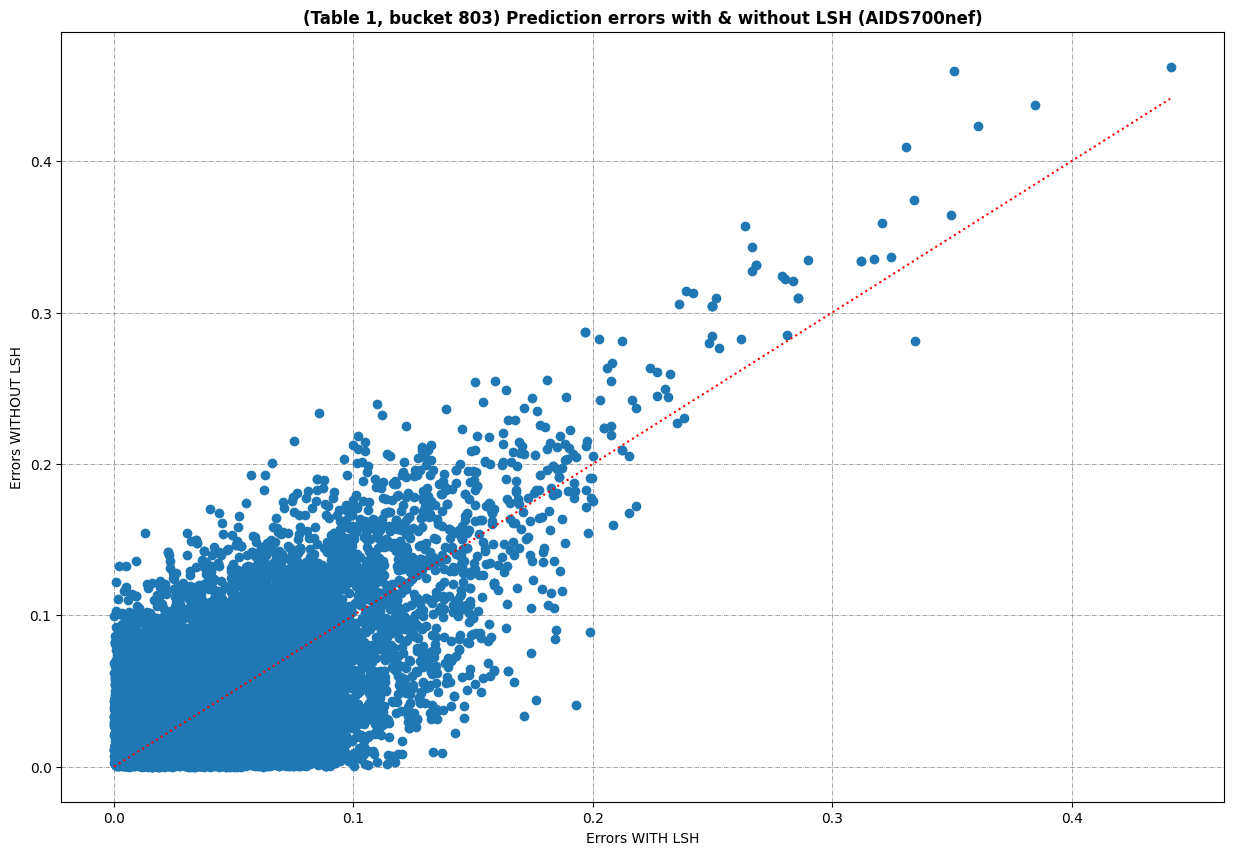 (Table 1, bucket 803) Prediction errors with & without LSH (AIDS700nef)
Errors WITHOUT LSH
0.4
0.3
0.2
0.1
0.0
0.0 0.1 0.2 0.3 0.4
Errors WITH LSH